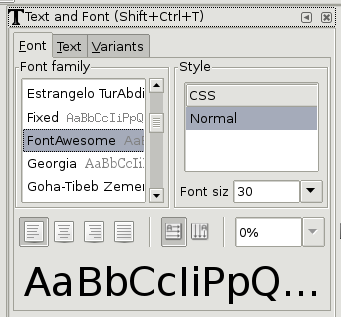 Text and Font (Shift+Ctrl+T)
Font Text Variants
Font family
Estrangelo TurAbdi
Fixed AaBbCcIiPpQ
FontAwesome Aa
Georgia AaBbCcIi
Goha-Tibeb Zemen
Style
CSS
Normal
Font siz 30
0%
AaBbCcIiPpQ...